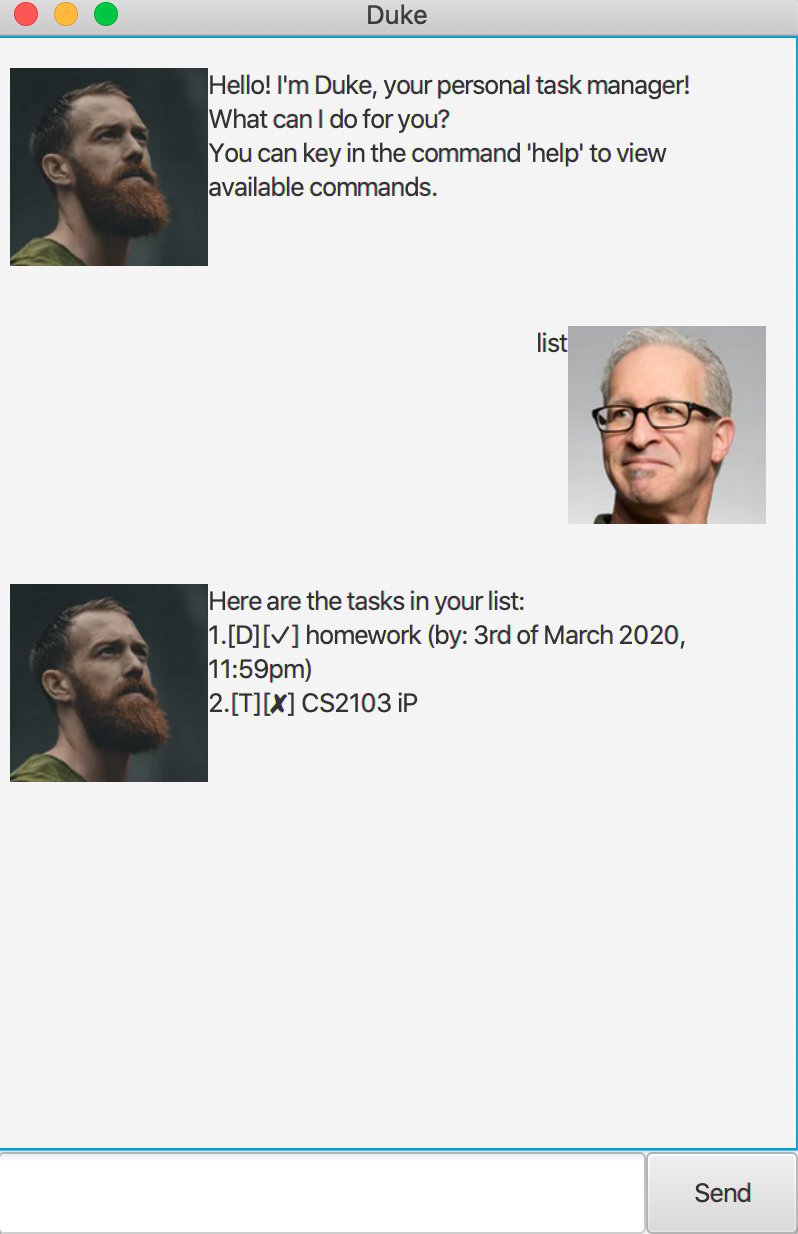 Duke
Hello! I'm Duke, your personal task manager!
What can I do for you?
You can key in the command 'help' to view
available commands.
list
Here are the tasks in your list:
1.[D][✓] homework (by: 3rd of March 2020,
11:59pm)
2.[T][✘] CS2103 iP
Send